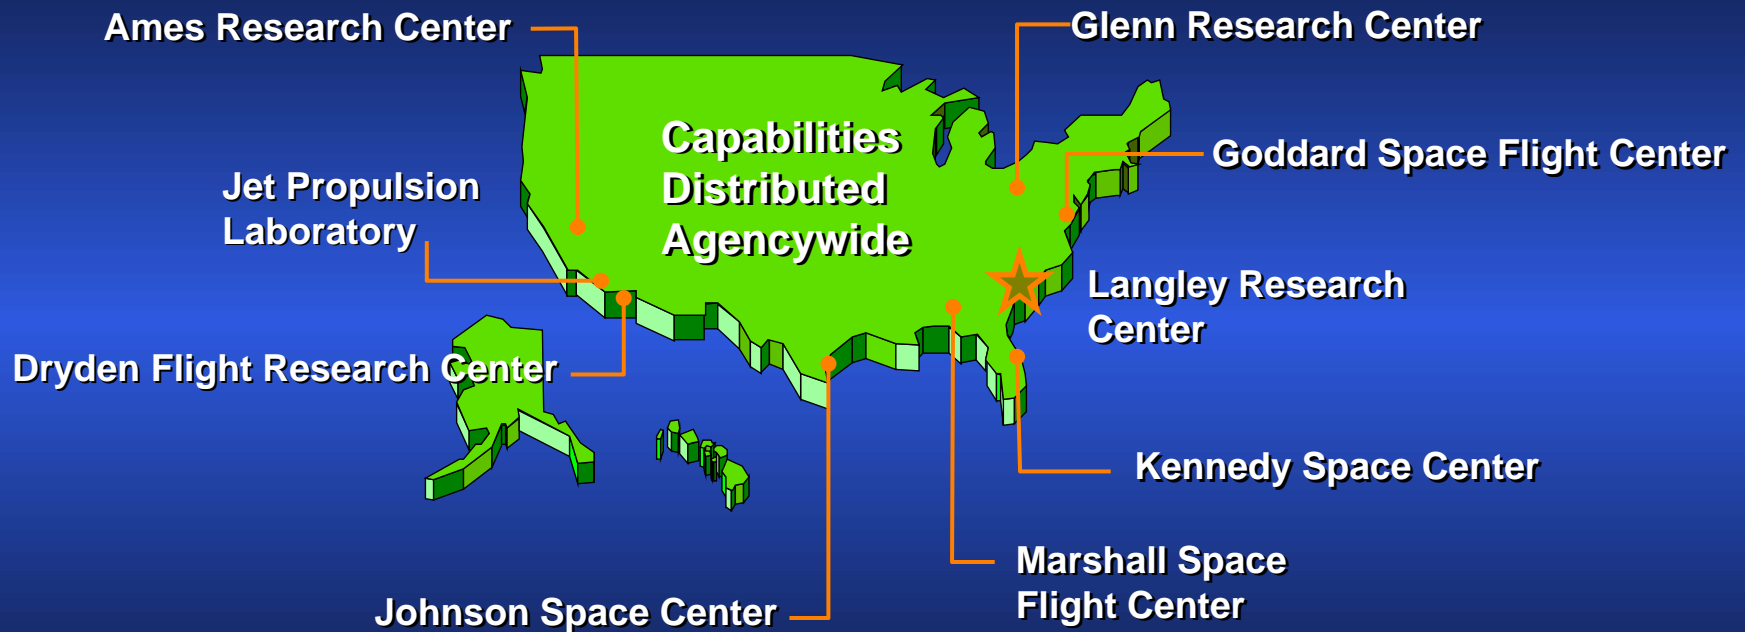 Ames Research Center
Glenn Research Center
Capabilities
Distributed
Agencywide
Goddard Space Flight Center
Jet Propulsion
Laboratory
Langley Research
Center
Dryden Flight Research Center
Kennedy Space Center
Marshall Space
Flight Center
Johnson Space Center